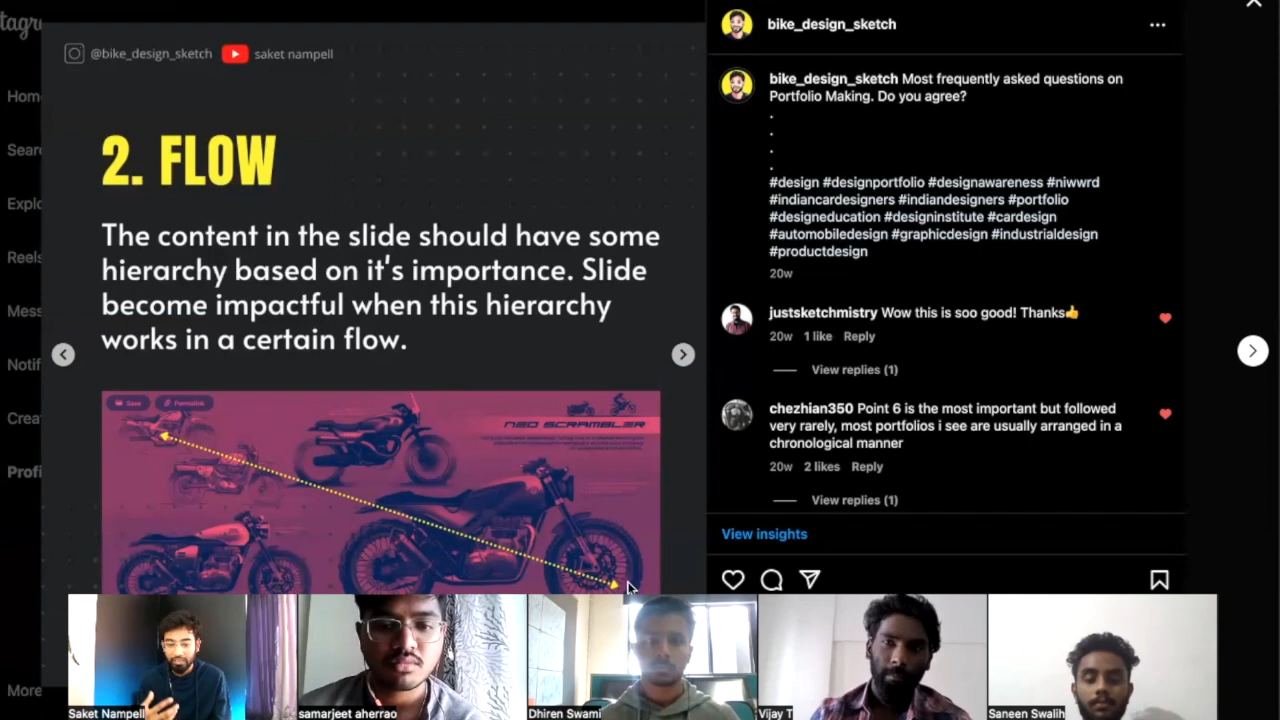 tagr
@bike_design_sketch
saket nampell
Hom
Sear
Explo
Reels
Mess
Notif
Crea
Profi
More
2. FLOW
The content in the slide should have some
hierarchy based on it's importance. Slide
become impactful when this hierarchy
works in a certain flow.
Save
Permalink
NEO SCRAMBLER
bike_design_sketch
bike_design_sketch Most frequently asked questions on
Portfolio Making. Do you agree?
.
.
.
.
#design #designportfolio #designawareness #niwwrd
#indiancardesigners #indiandesigners #portfolio
#designeducation #designinstitute #cardesign
#automobiledesign #graphicdesign #industrialdesign
#productdesign
20w
justsketchmistry Wow this is soo good! Thanks👍
20w 1 like Reply
View replies (1)
chezhian350 Point 6 is the most important but followed
very rarely, most portfolios i see are usually arranged in a
chronological manner
20w 2 likes Reply
View replies (1)
View insights
Saket Nampell
samarjeet aherrao
Dhiren Swami
Vijay T
Saneen Swalih